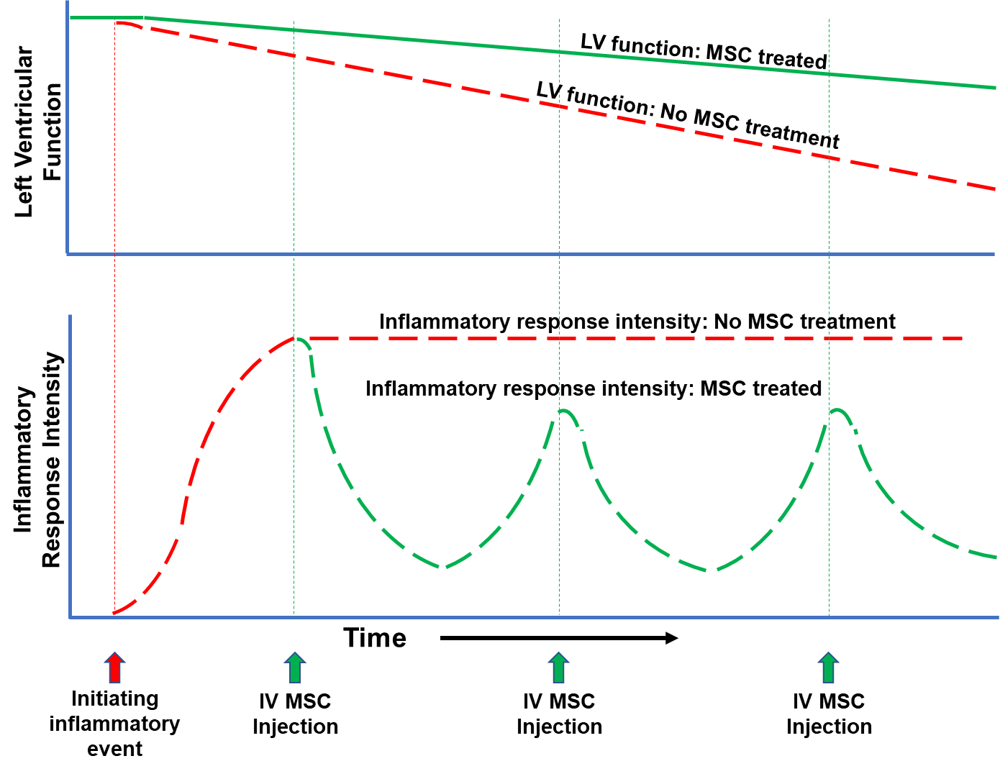 Left Ventricular
Function
LV function: MSC treated
LV function: No MSC treatment
Inflammatory
Response Intensity
Inflammatory response intensity: No MSC treatment
Inflammatory response intensity: MSC treated
Time
Initiating
inflammatory
event
IV MSC
Injection
IV MSC
Injection
IV MSC
Injection